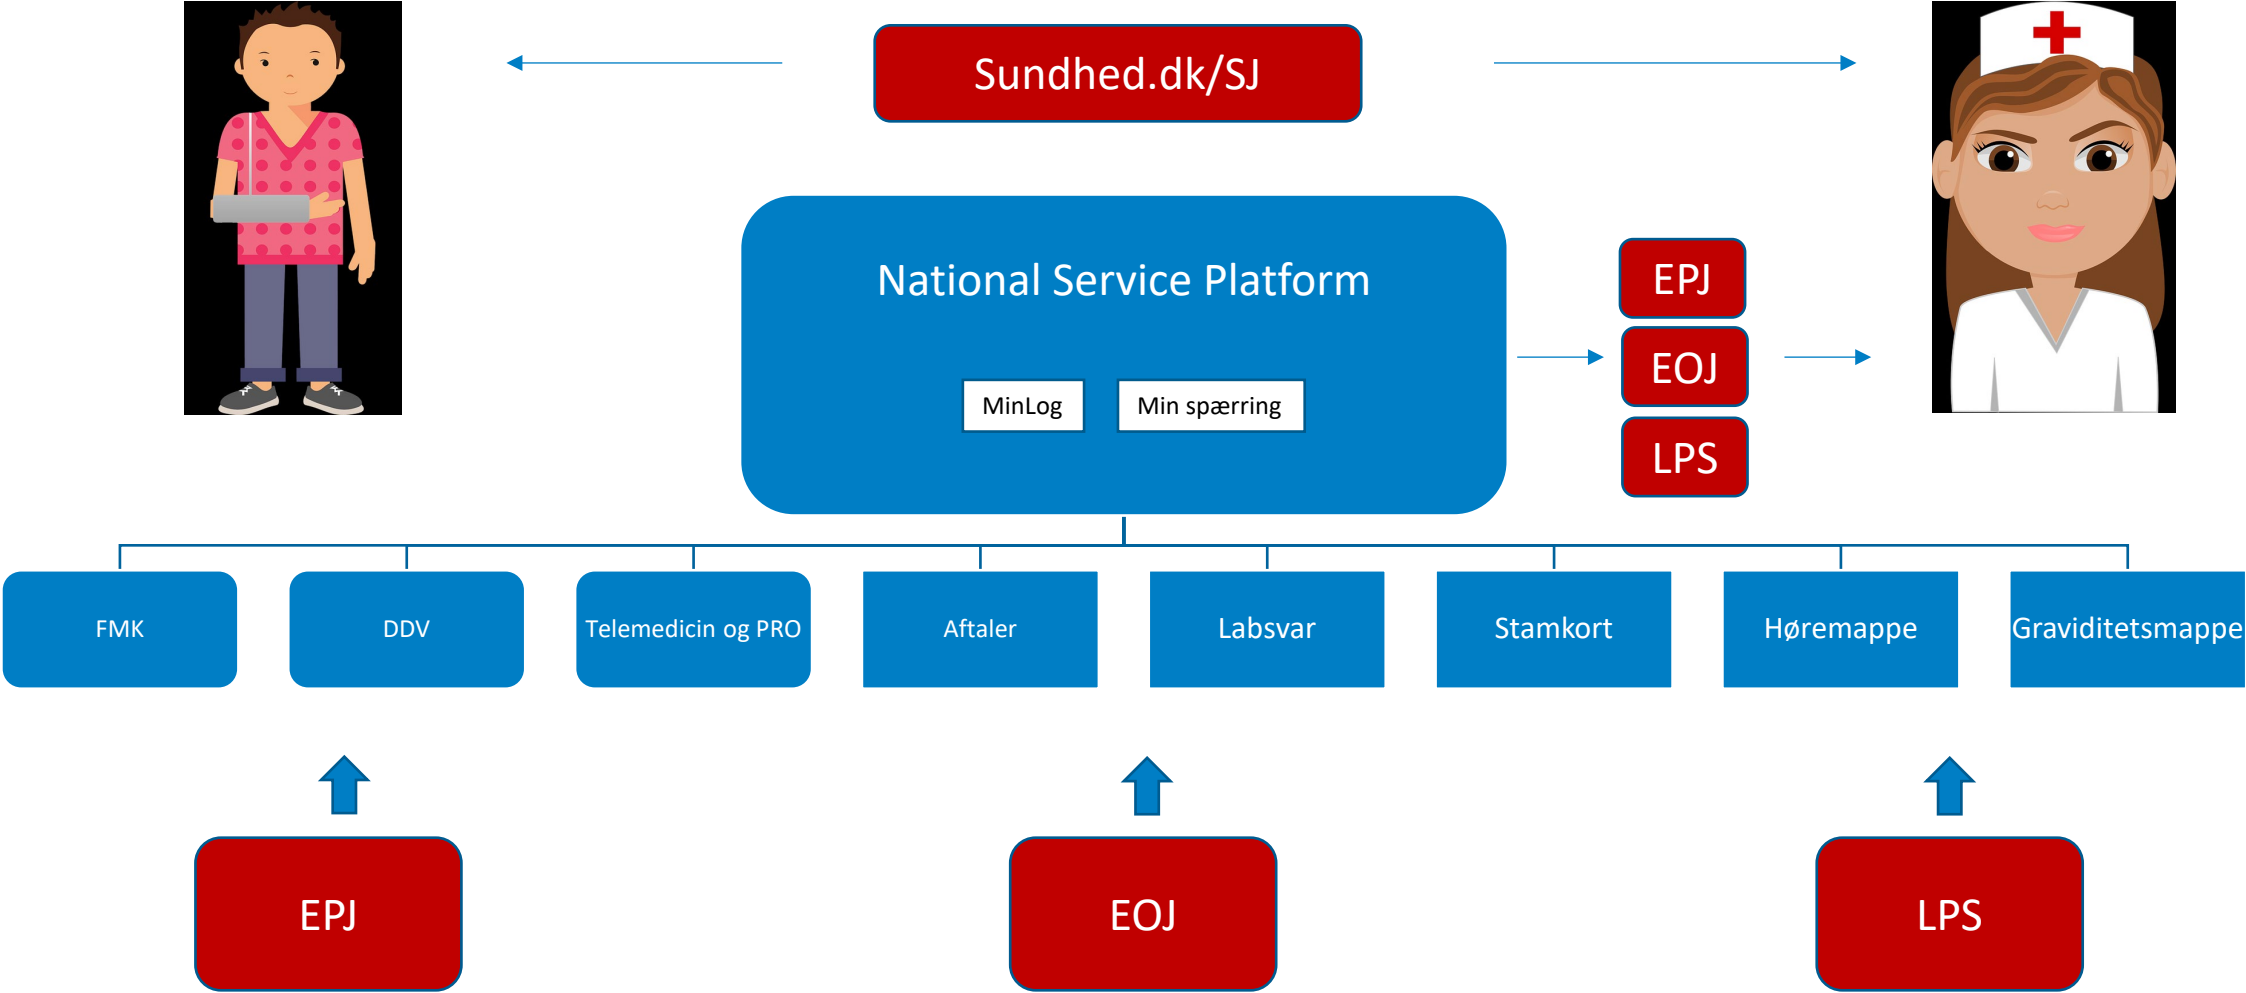 Sundhed.dk/SJ
National Service Platform
MinLog
Min spærring
EPJ
EOJ
LPS
FMK
DDV
Telemedicin og PRO
Aftaler
Labsvar
Stamkort
Høremappe
Graviditetsmappe
EPJ
EOJ
LPS